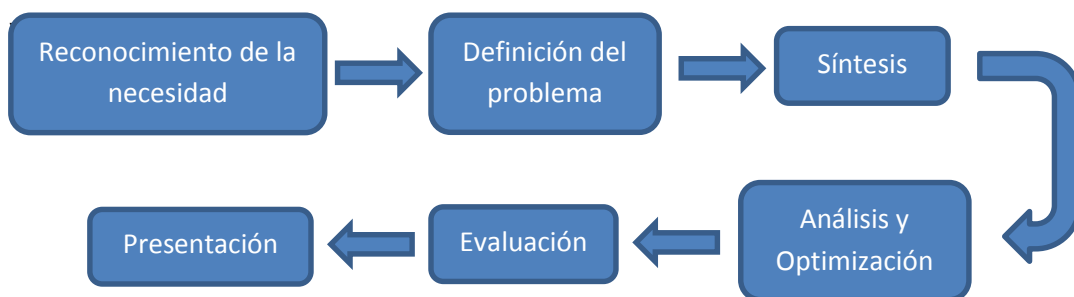 Reconocimiento de la
necesidad
Definición del
problema
Síntesis
Análisis y
Optimización
Evaluación
Presentación